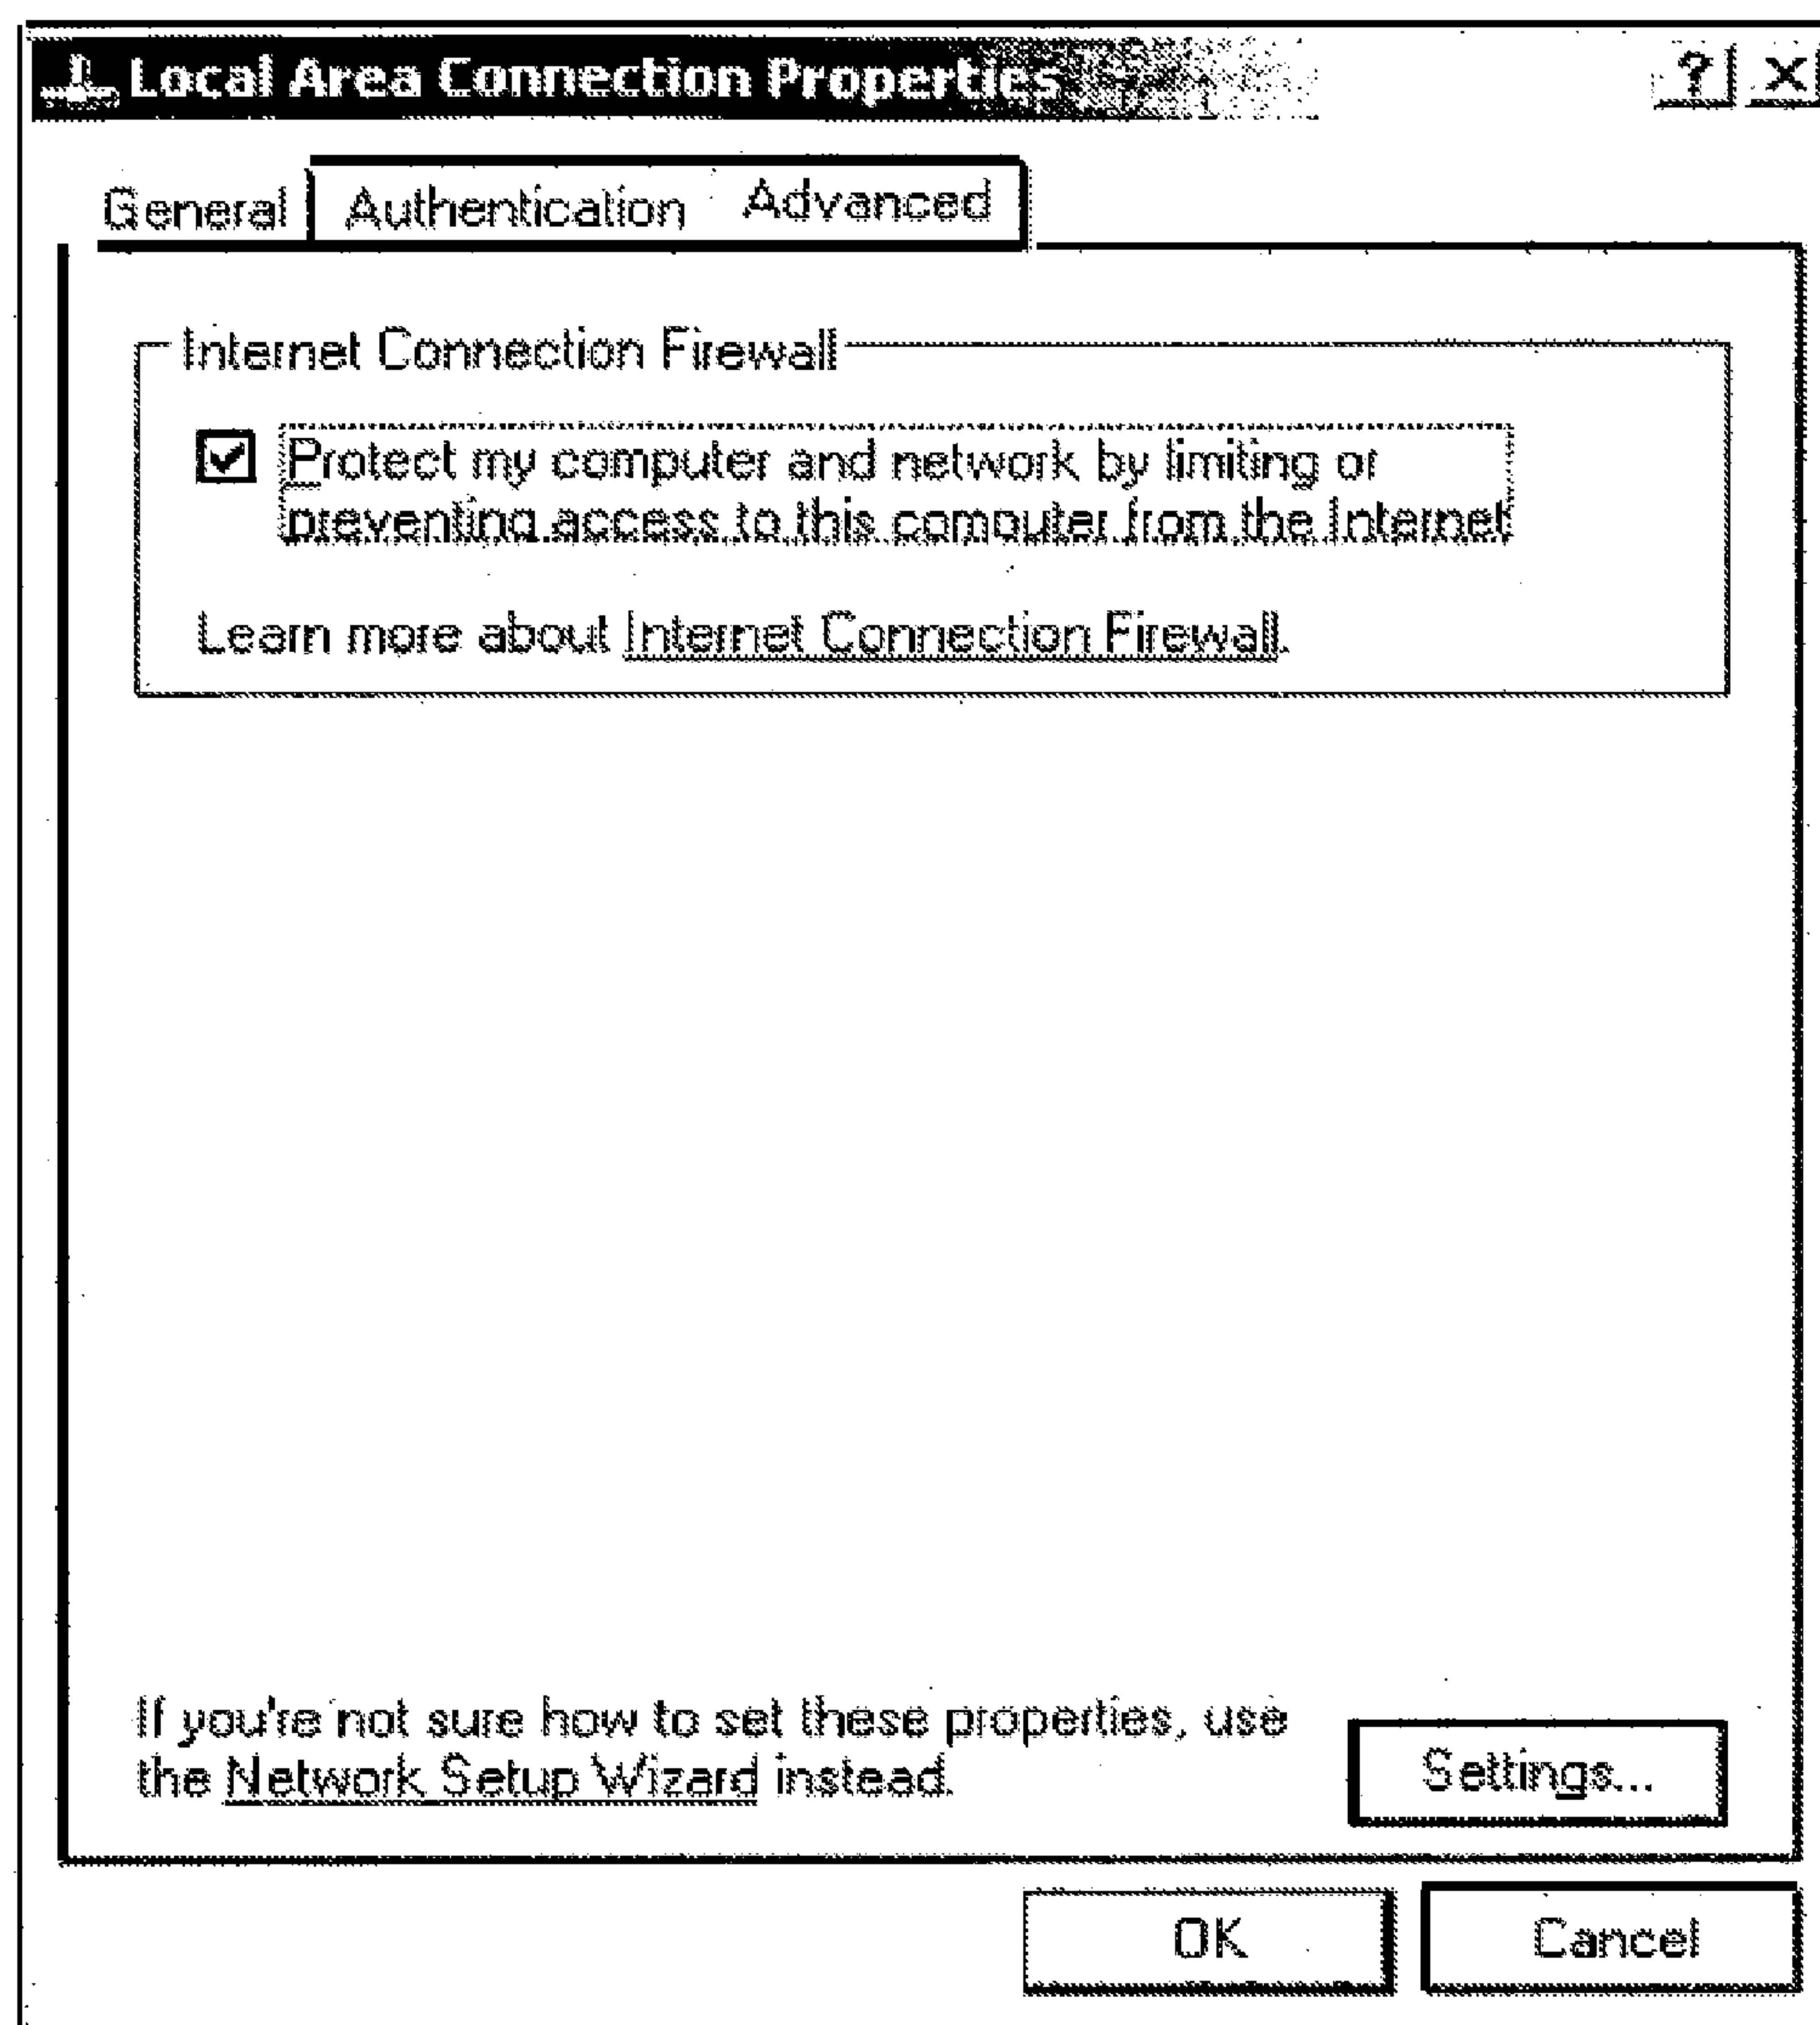 Local Area Connection Properties
General Authentication Advanced
Internet Connection Firewall
Protect my computer and network by limiting or
preventing access to this computer from the Internet
Learn more about Internet Connection Firewall.
If you're not sure how to set these properties, use
the Network Setup Wizard instead.
Settings...
OK Cancel